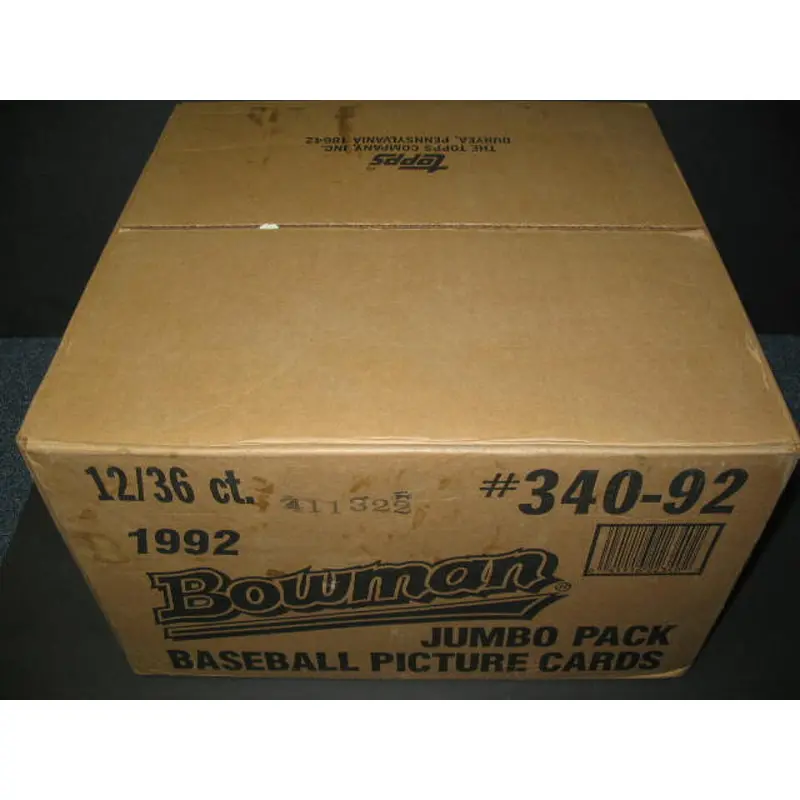 topps
THE TOPPS COMPANY, INC.
DURYEA, PENNSYLVANIA 18642
12/36 ct.
#340-92
1992
Bowman®
JUMBO PACK
BASEBALL PICTURE CARDS